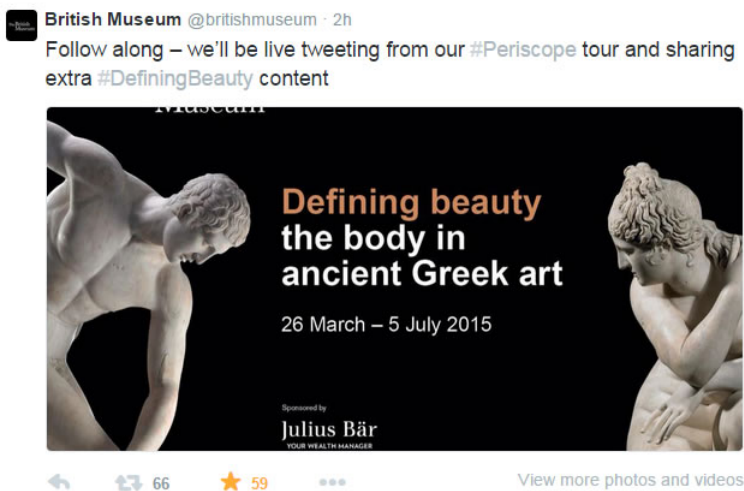 British Museum @britishmuseum · 2h
Follow along – we'll be live tweeting from our #Periscope tour and sharing
extra #DefiningBeauty content
Museum
Defining beauty
the body in
ancient Greek art
26 March – 5 July 2015
Sponsored by
Julius Bär
YOUR WEALTH MANAGER
66
59
View more photos and videos